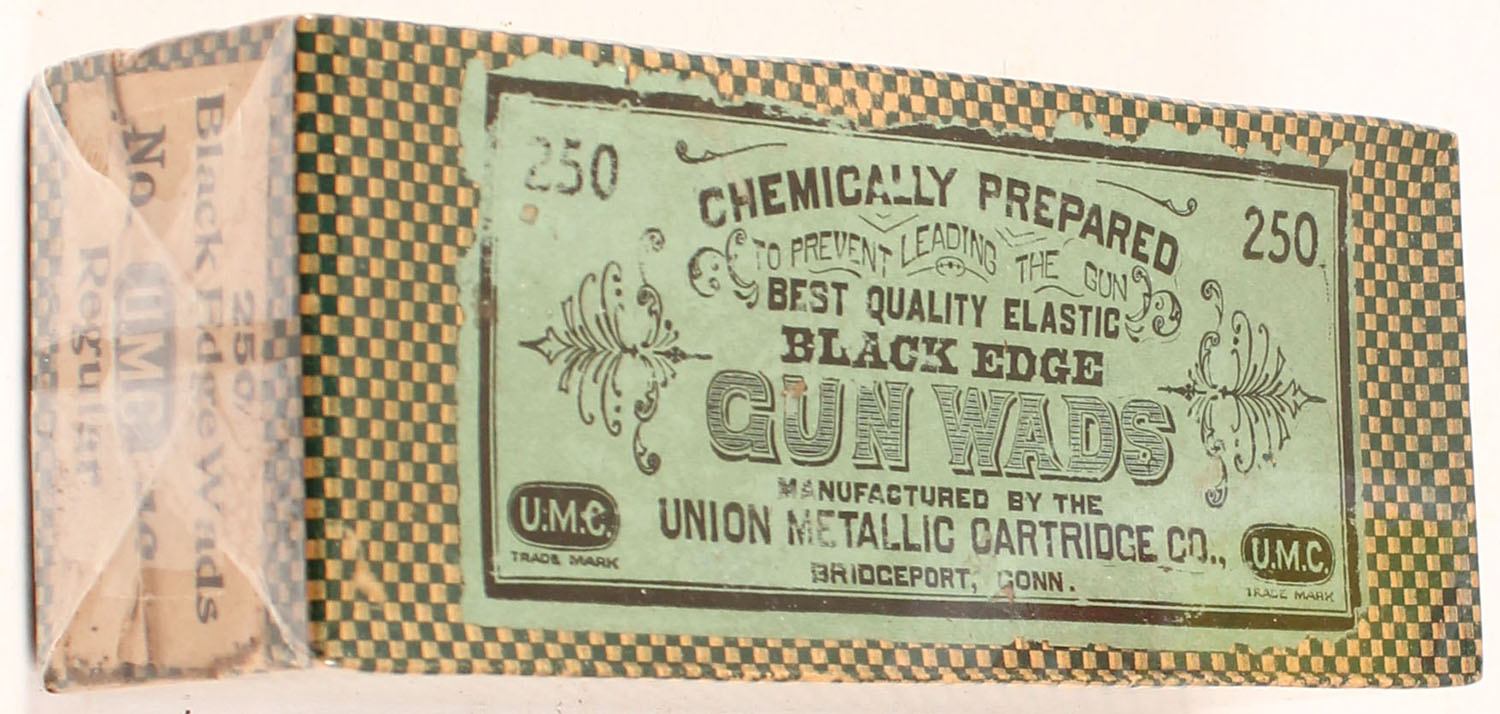 250
250
CHEMICALLY PREPARED
TO PREVENT LEADING THE GUN
BEST QUALITY ELASTIC
BLACK EDGE
GUN WADS
MANUFACTURED BY THE
UNION METALLIC CARTRIDGE CO.,
BRIDGEPORT, CONN.
U.M.C.
TRADE MARK
U.M.C.
TRADE MARK
250
Black Edge Wads
No.
UMC
Regular